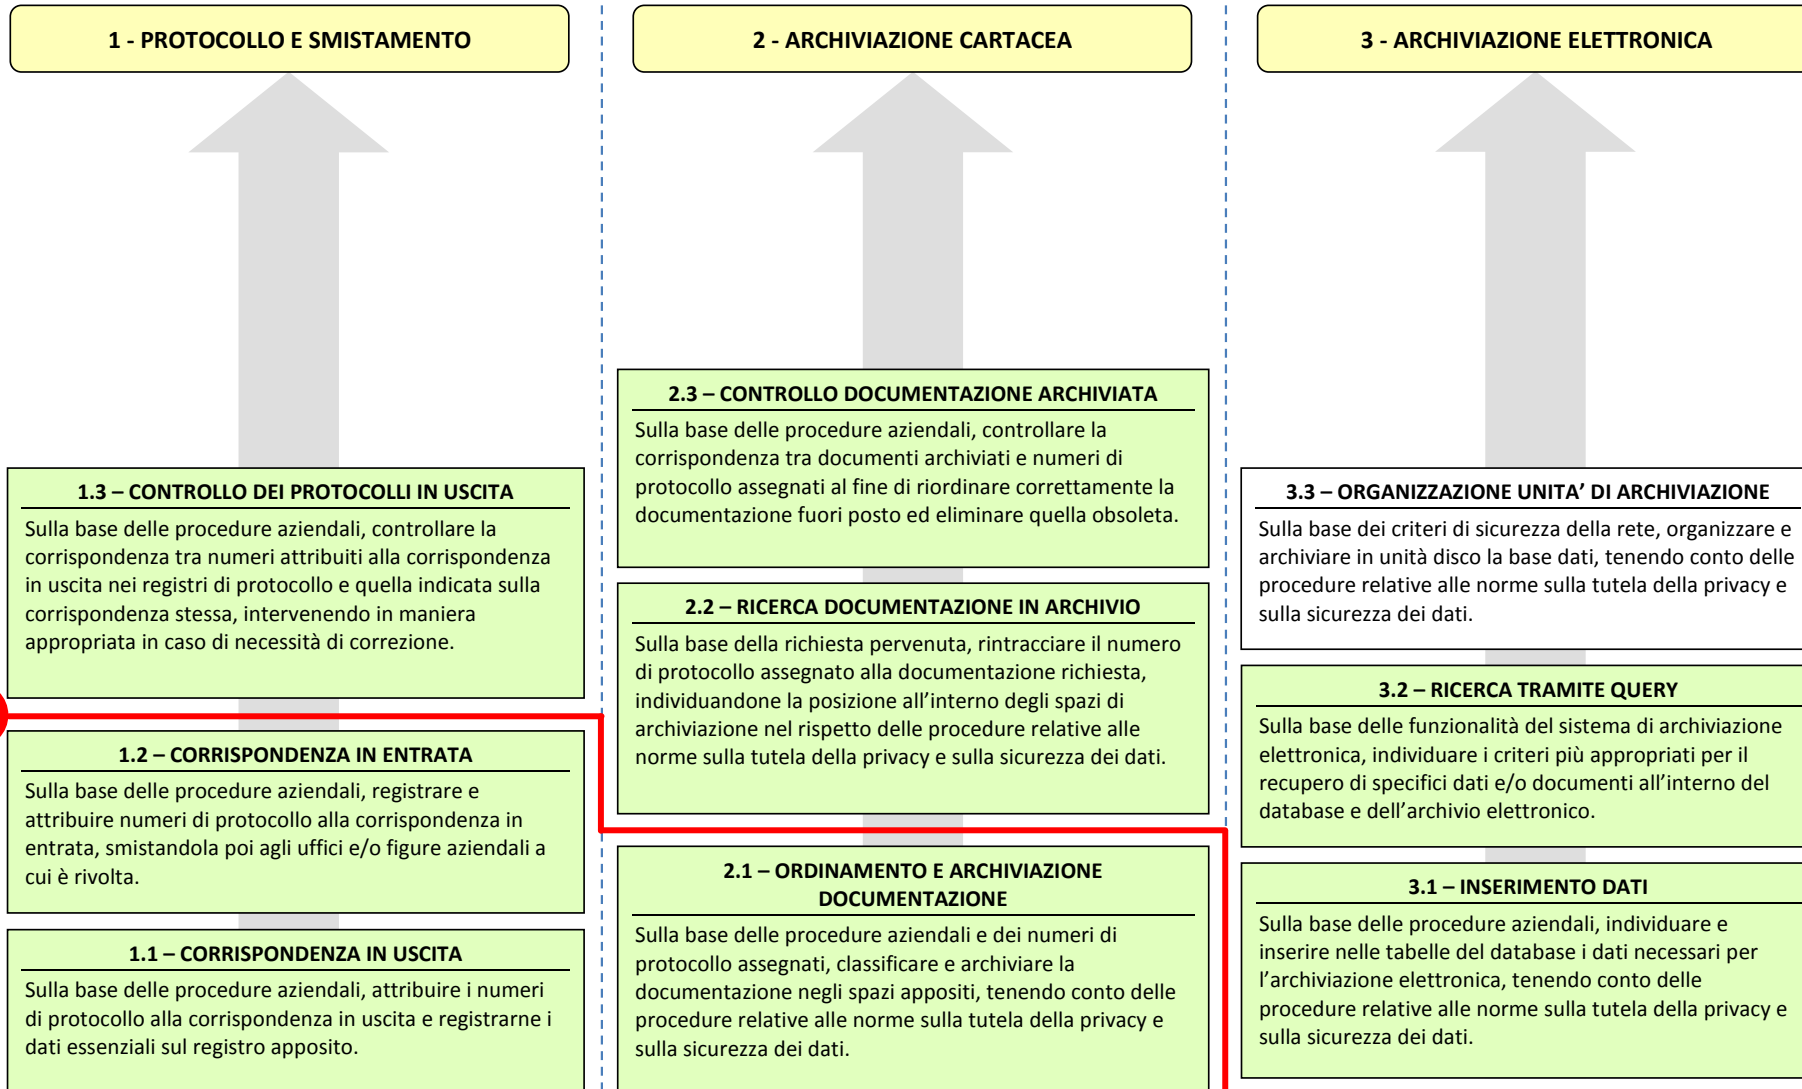 1 - PROTOCOLLO E SMISTAMENTO
1.3 – CONTROLLO DEI PROTOCOLLI IN USCITA
Sulla base delle procedure aziendali, controllare la
corrispondenza tra numeri attribuiti alla corrispondenza
in uscita nei registri di protocollo e quella indicata sulla
corrispondenza stessa, intervenendo in maniera
appropriata in caso di necessità di correzione.
1.2 – CORRISPONDENZA IN ENTRATA
Sulla base delle procedure aziendali, registrare e
attribuire numeri di protocollo alla corrispondenza in
entrata, smistandola poi agli uffici e/o figure aziendali a
cui è rivolta.
1.1 – CORRISPONDENZA IN USCITA
Sulla base delle procedure aziendali, attribuire i numeri
di protocollo alla corrispondenza in uscita e registrarne i
dati essenziali sul registro apposito.
2 - ARCHIVIAZIONE CARTACEA
2.3 – CONTROLLO DOCUMENTAZIONE ARCHIVIATA
Sulla base delle procedure aziendali, controllare la
corrispondenza tra documenti archiviati e numeri di
protocollo assegnati al fine di riordinare correttamente la
documentazione fuori posto ed eliminare quella obsoleta.
2.2 – RICERCA DOCUMENTAZIONE IN ARCHIVIO
Sulla base della richiesta pervenuta, rintracciare il numero
di protocollo assegnato alla documentazione richiesta,
individuandone la posizione all’interno degli spazi di
archiviazione nel rispetto delle procedure relative alle
norme sulla tutela della privacy e sulla sicurezza dei dati.
2.1 – ORDINAMENTO E ARCHIVIAZIONE
DOCUMENTAZIONE
Sulla base delle procedure aziendali e dei numeri di
protocollo assegnati, classificare e archiviare la
documentazione negli spazi appositi, tenendo conto delle
procedure relative alle norme sulla tutela della privacy e
sulla sicurezza dei dati.
3 - ARCHIVIAZIONE ELETTRONICA
3.3 – ORGANIZZAZIONE UNITA’ DI ARCHIVIAZIONE
Sulla base dei criteri di sicurezza della rete, organizzare e
archiviare in unità disco la base dati, tenendo conto delle
procedure relative alle norme sulla tutela della privacy e
sulla sicurezza dei dati.
3.2 – RICERCA TRAMITE QUERY
Sulla base delle funzionalità del sistema di archiviazione
elettronica, individuare i criteri più appropriati per il
recupero di specifici dati e/o documenti all’interno del
database e dell’archivio elettronico.
3.1 – INSERIMENTO DATI
Sulla base delle procedure aziendali, individuare e
inserire nelle tabelle del database i dati necessari per
l’archiviazione elettronica, tenendo conto delle
procedure relative alle norme sulla tutela della privacy e
sulla sicurezza dei dati.